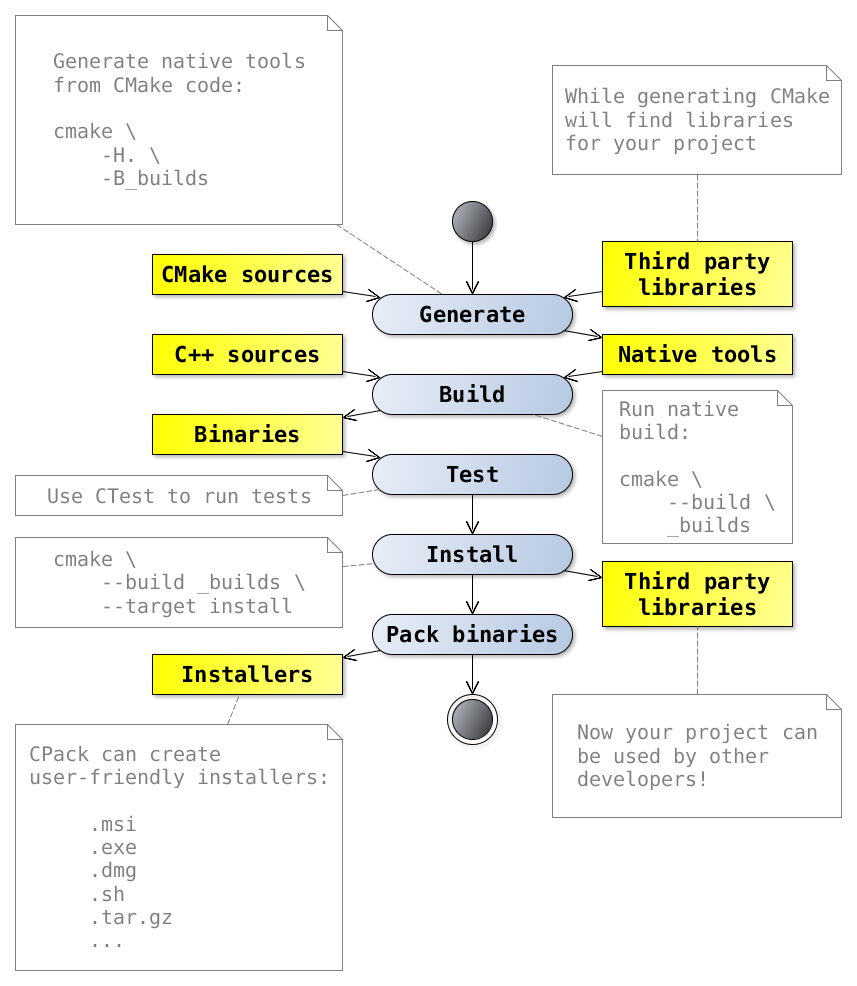 Generate native tools
from CMake code:
cmake \
-H. \
-B_builds
While generating CMake
will find libraries
for your project
CMake sources
Third party
libraries
Generate
C++ sources
Native tools
Build
Binaries
Run native
build:
cmake \
--build \
_builds
Test
Use CTest to run tests
Install
cmake \
--build _builds \
--target install
Third party
libraries
Pack binaries
Installers
Now your project can
be used by other
developers!
CPack can create
user-friendly installers:
.msi
.exe
.dmg
.sh
.tar.gz
...